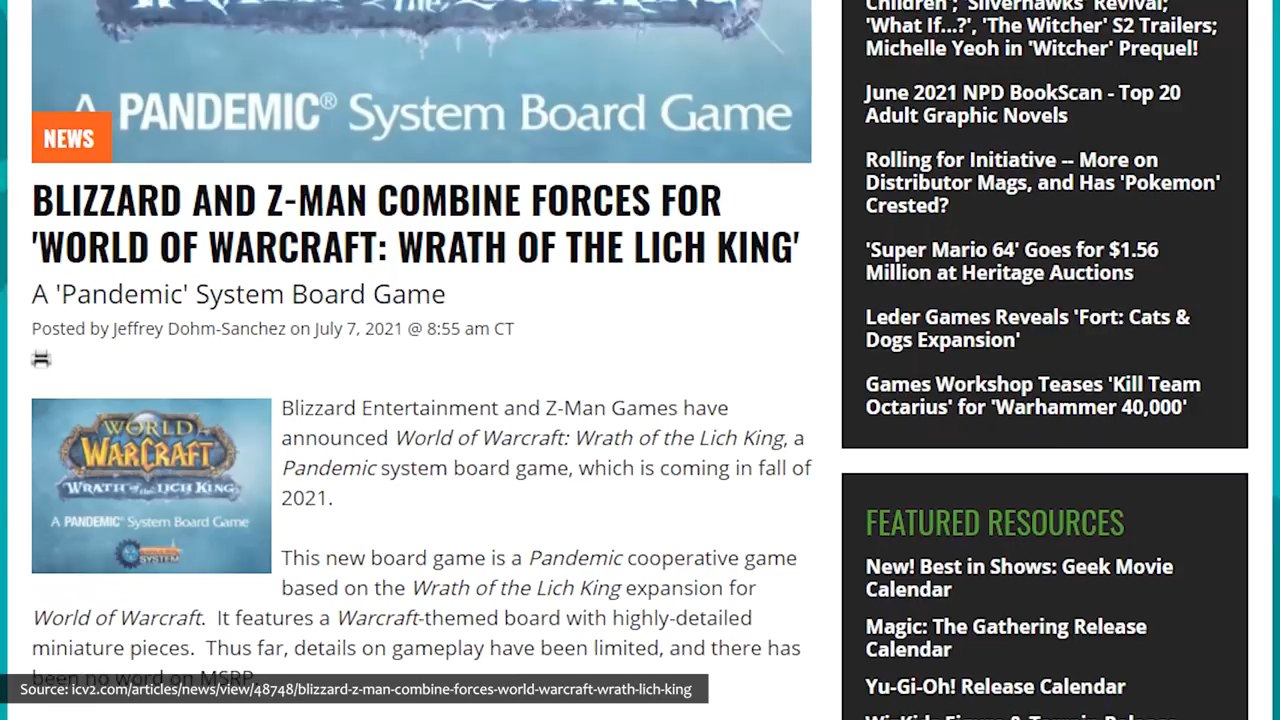 WRATH OF the LICH KING
A PANDEMIC® System Board Game
NEWS
BLIZZARD AND Z-MAN COMBINE FORCES FOR
'WORLD OF WARCRAFT: WRATH OF THE LICH KING'
A 'Pandemic' System Board Game
Posted by Jeffrey Dohm-Sanchez on July 7, 2021 @ 8:55 am CT
WORLD
OF
WARCRAFT
WRATH OF the LICH KING
A PANDEMIC® System Board Game
SYSTEM
Blizzard Entertainment and Z-Man Games have
announced World of Warcraft: Wrath of the Lich King, a
Pandemic system board game, which is coming in fall of
2021.
This new board game is a Pandemic cooperative game
based on the Wrath of the Lich King expansion for
World of Warcraft. It features a Warcraft-themed board with highly-detailed
miniature pieces. Thus far, details on gameplay have been limited, and there has
been no word on MSRP.
Source: icv2.com/articles/news/view/48748/blizzard-z-man-combine-forces-world-warcraft-wrath-lich-king
Children'; 'Silverhawks' Revival;
'What If...?', 'The Witcher' S2 Trailers;
Michelle Yeoh in 'Witcher' Prequel!
June 2021 NPD BookScan - Top 20
Adult Graphic Novels
Rolling for Initiative -- More on
Distributor Mags, and Has 'Pokemon'
Crested?
'Super Mario 64' Goes for $1.56
Million at Heritage Auctions
Leder Games Reveals 'Fort: Cats &
Dogs Expansion'
Games Workshop Teases 'Kill Team
Octarius' for 'Warhammer 40,000'
FEATURED RESOURCES
New! Best in Shows: Geek Movie
Calendar
Magic: The Gathering Release
Calendar
Yu-Gi-Oh! Release Calendar